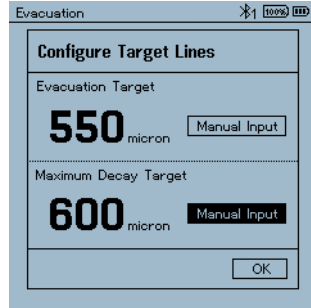 Evacuation 1 100%
Configure Target Lines
Evacuation Target
550 micron Manual Input
Maximum Decay Target
600 micron Manual Input
OK